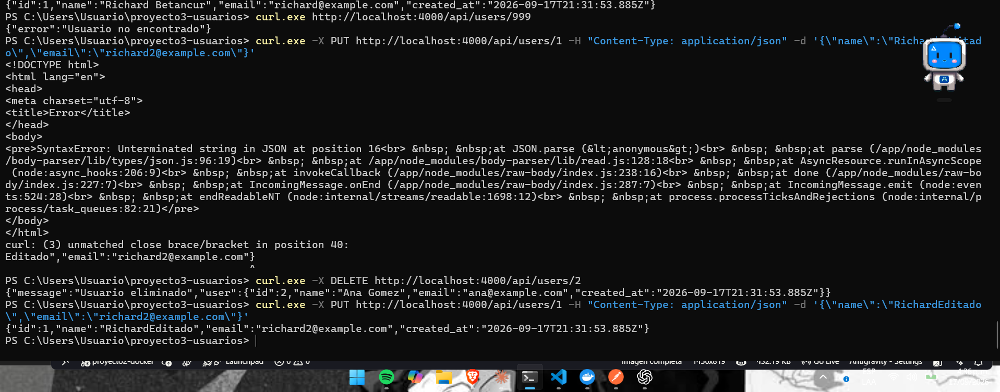 {"id":1,"name":"Richard Betancur","email":"richard@example.com","created_at":"2026-09-17T21:31:53.885Z"}
PS C:\Users\Usuario\proyecto3-usuarios> curl.exe http://localhost:4000/api/users/999
{"error":"Usuario no encontrado"}
PS C:\Users\Usuario\proyecto3-usuarios> curl.exe -X PUT http://localhost:4000/api/users/1 -H "Content-Type: application/json" -d '{\"name\":\"Richard Editad
o\",\"email\":\"richard2@example.com\"}'
<!DOCTYPE html>
<html lang="en">
<head>
<meta charset="utf-8">
<title>Error</title>
</head>
<body>
<pre>SyntaxError: Unterminated string in JSON at position 16<br> &nbsp; &nbsp;at JSON.parse (&lt;anonymous&gt;)<br> &nbsp; &nbsp;at parse (/app/node_modules
/body-parser/lib/types/json.js:96:19)<br> &nbsp; &nbsp;at /app/node_modules/body-parser/lib/read.js:128:18<br> &nbsp; &nbsp;at AsyncResource.runInAsyncScope
(node:async_hooks:206:9)<br> &nbsp; &nbsp;at invokeCallback (/app/node_modules/raw-body/index.js:238:16)<br> &nbsp; &nbsp;at done (/app/node_modules/raw-bo
dy/index.js:227:7)<br> &nbsp; &nbsp;at IncomingMessage.onEnd (/app/node_modules/raw-body/index.js:287:7)<br> &nbsp; &nbsp;at IncomingMessage.emit (node:even
ts:524:28)<br> &nbsp; &nbsp;at endReadableNT (node:internal/streams/readable:1698:12)<br> &nbsp; &nbsp;at process.processTicksAndRejections (node:internal/p
rocess/task_queues:82:21)</pre>
</body>
</html>
curl: (3) unmatched close brace/bracket in position 40:
Editado","email":"richard2@example.com"}
^
PS C:\Users\Usuario\proyecto3-usuarios> curl.exe -X DELETE http://localhost:4000/api/users/2
{"message":"Usuario eliminado","user":{"id":2,"name":"Ana Gomez","email":"ana@example.com","created_at":"2026-09-17T21:31:53.885Z"}}
PS C:\Users\Usuario\proyecto3-usuarios> curl.exe -X PUT http://localhost:4000/api/users/1 -H "Content-Type: application/json" -d '{\"name\":\"RichardEditado
\",\"email\":\"richard2@example.com\"}'
{"id":1,"name":"RichardEditado","email":"richard2@example.com","created_at":"2026-09-17T21:31:53.885Z"}
PS C:\Users\Usuario\proyecto3-usuarios>
proyecto2-docker Launchpad 0 0 Imagen completa 1456x819 432.19 KB Go Live Antigravity - Settings
ESP
LAA 17/09/2026